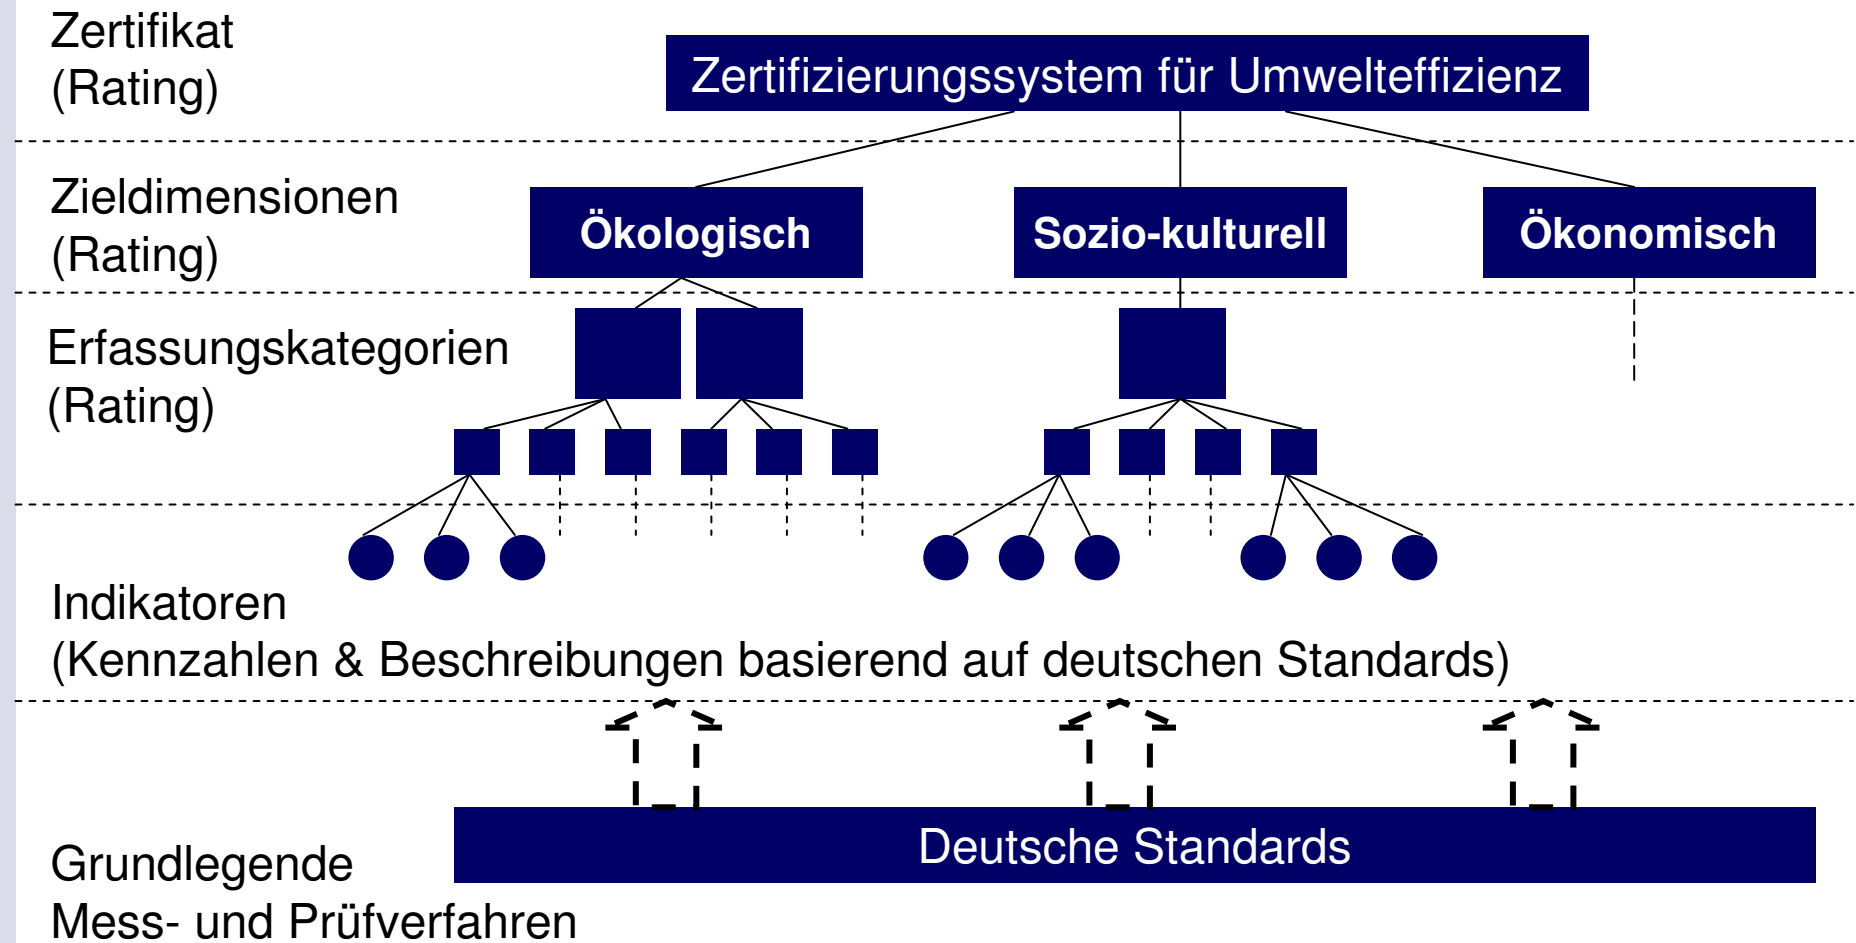 Zertifikat
(Rating)
Zertifizierungssystem für Umwelteffizienz
Zieldimensionen
(Rating)
Ökologisch
Sozio-kulturell
Ökonomisch
Erfassungskategorien
(Rating)
Indikatoren
(Kennzahlen & Beschreibungen basierend auf deutschen Standards)
Deutsche Standards
Grundlegende
Mess- und Prüfverfahren